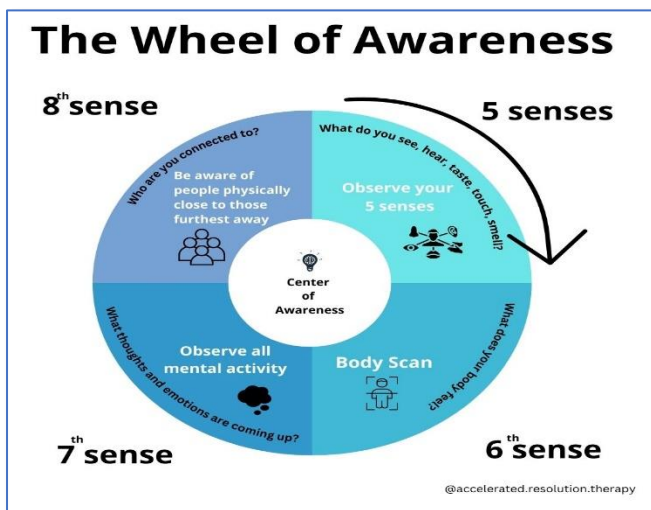 The Wheel of Awareness
8th sense
5 senses
Who are you connected to?
Be aware of
people physically
close to those
furthest away
What do you see, hear, taste, touch, smell?
Observe your
5 senses
Center
of
Awareness
What thoughts and emotions are coming up?
Observe all
mental activity
What does your body feel?
Body Scan
7th sense
6th sense
@accelerated.resolution.therapy